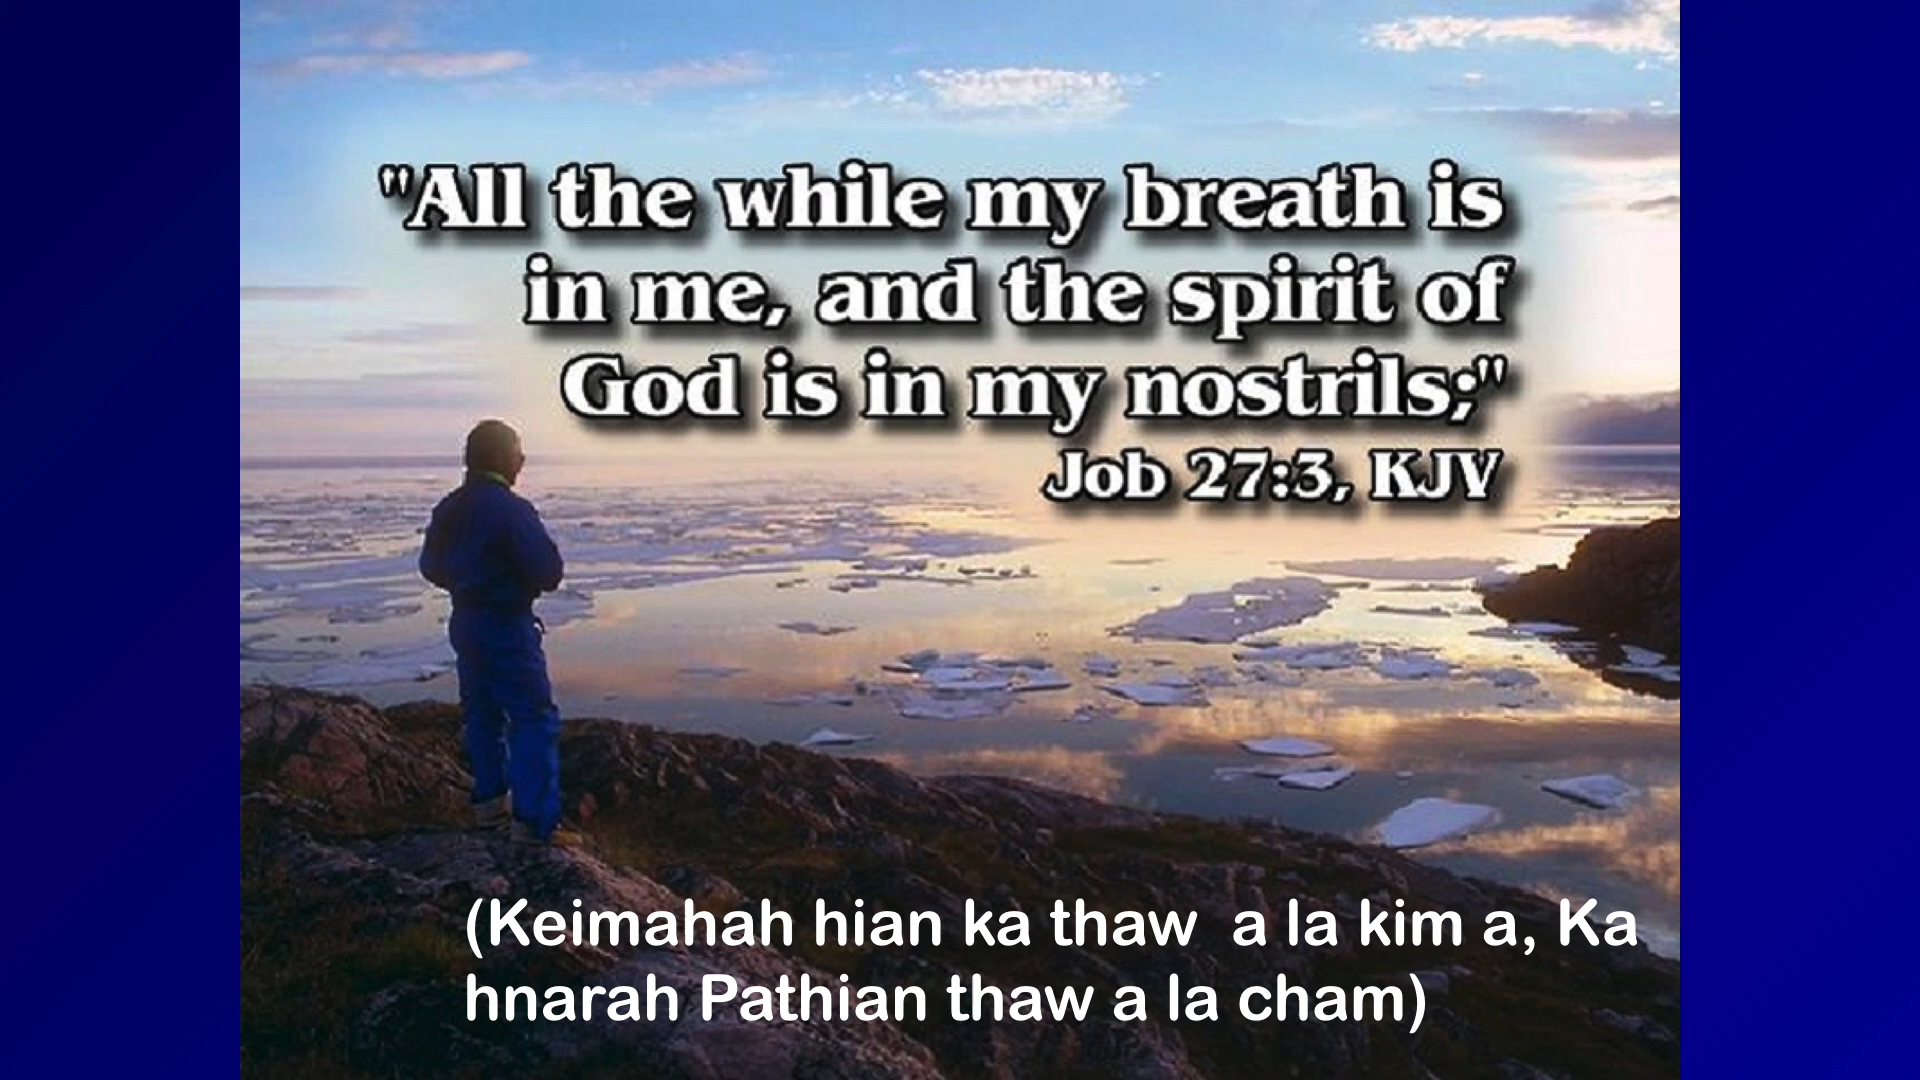 "All the while my breath is
in me, and the spirit of
God is in my nostrils;"
Job 27:3, KJV
(Keimahah hian ka thaw  a la kim a, Ka
hnarah Pathian thaw a la cham)